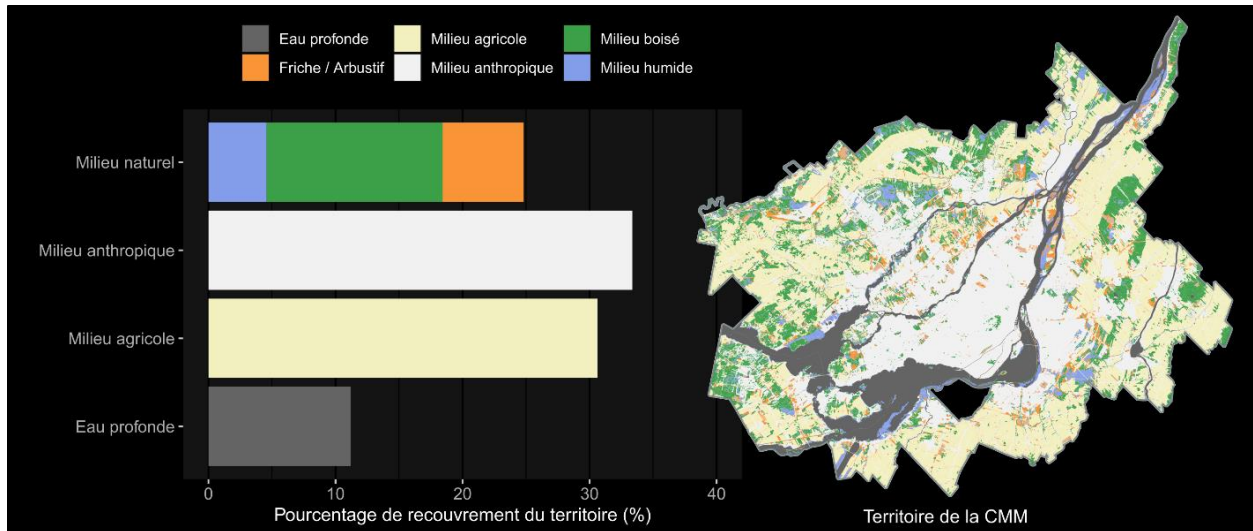 Eau profonde
Milieu agricole
Milieu boisé
Friche / Arbustif
Milieu anthropique
Milieu humide
Milieu naturel
Milieu anthropique
Milieu agricole
Eau profonde
0 10 20 30 40
Pourcentage de recouvrement du territoire (%)
Territoire de la CMM